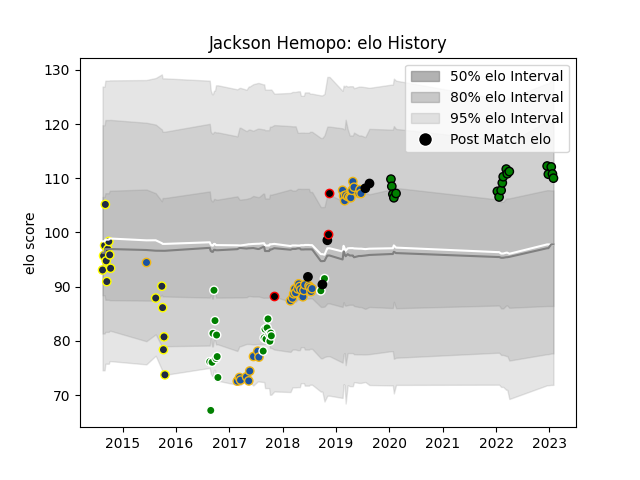 Jackson Hemopo: elo History
130
120
110
100
90
80
70
elo score
50% elo Interval
80% elo Interval
95% elo Interval
Post Match elo
2015 2016 2017 2018 2019 2020 2021 2022 2023